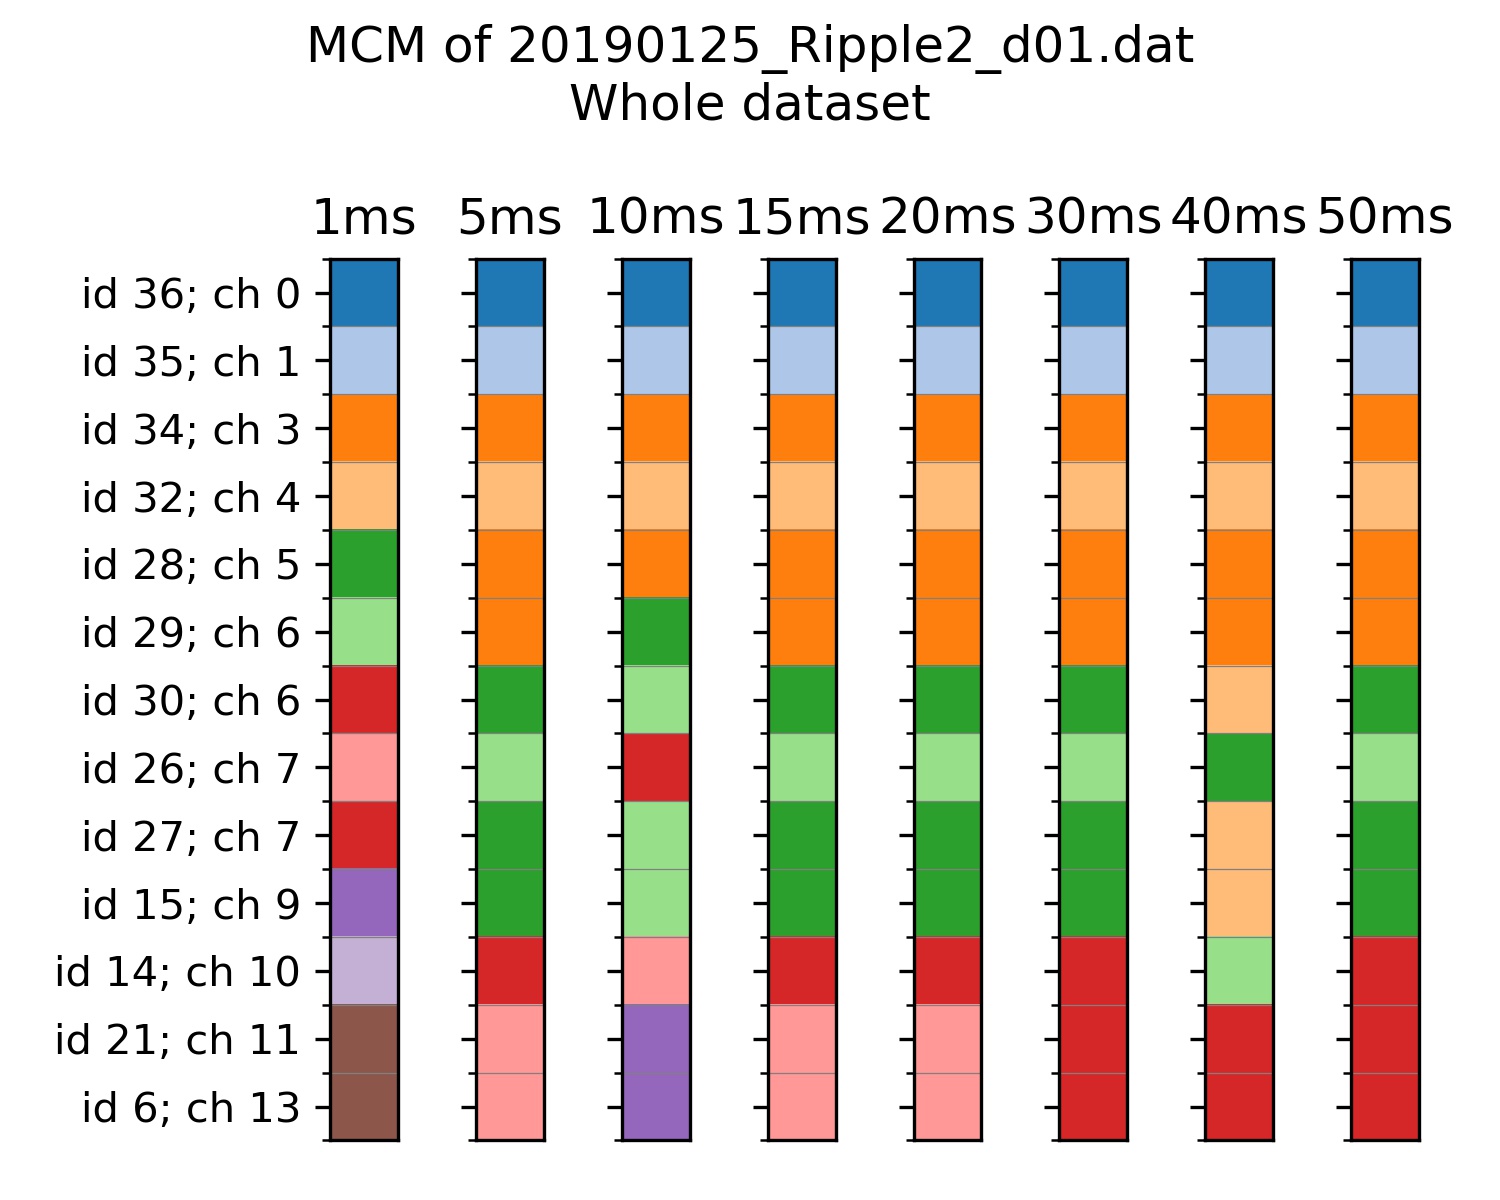 MCM of 20190125_Ripple2_d01.dat
Whole dataset
1ms 5ms 10ms 15ms 20ms 30ms 40ms 50ms
id 36; ch 0
id 35; ch 1
id 34; ch 3
id 32; ch 4
id 28; ch 5
id 29; ch 6
id 30; ch 6
id 26; ch 7
id 27; ch 7
id 15; ch 9
id 14; ch 10
id 21; ch 11
id 6; ch 13